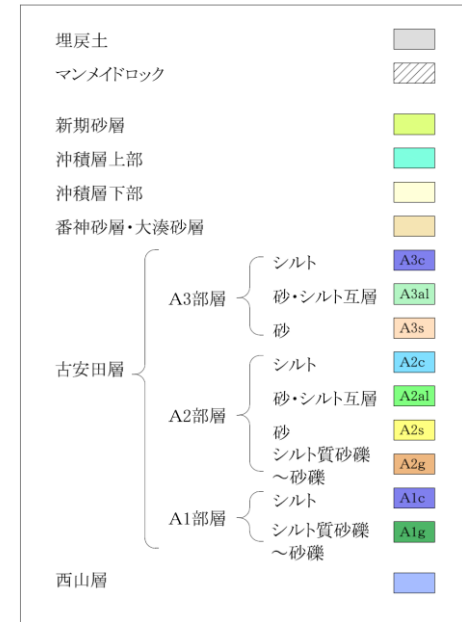 埋戻土
マンメイドロック
新期砂層
沖積層上部
沖積層下部
番神砂層・大湊砂層
古安田層
A3部層
シルト A3c
砂・シルト互層 A3al
砂 A3s
A2部層
シルト A2c
砂・シルト互層 A2al
砂 A2s
シルト質砂礫
～砂礫 A2g
A1部層
シルト A1c
シルト質砂礫
～砂礫 A1g
西山層